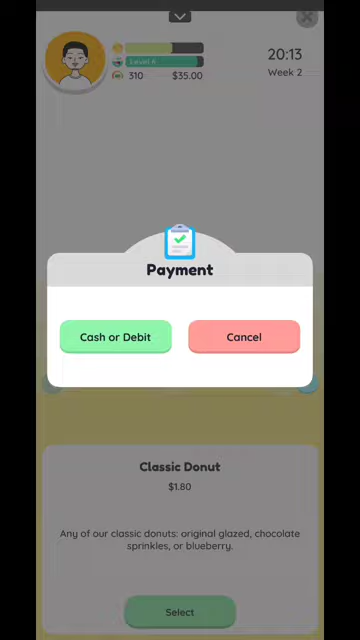 20:13
Level 6
310
$35.00
Week 2
Payment
Cash or Debit
Cancel
Classic Donut
$1.80
Any of our classic donuts: original glazed, chocolate
sprinkles, or blueberry.
Select